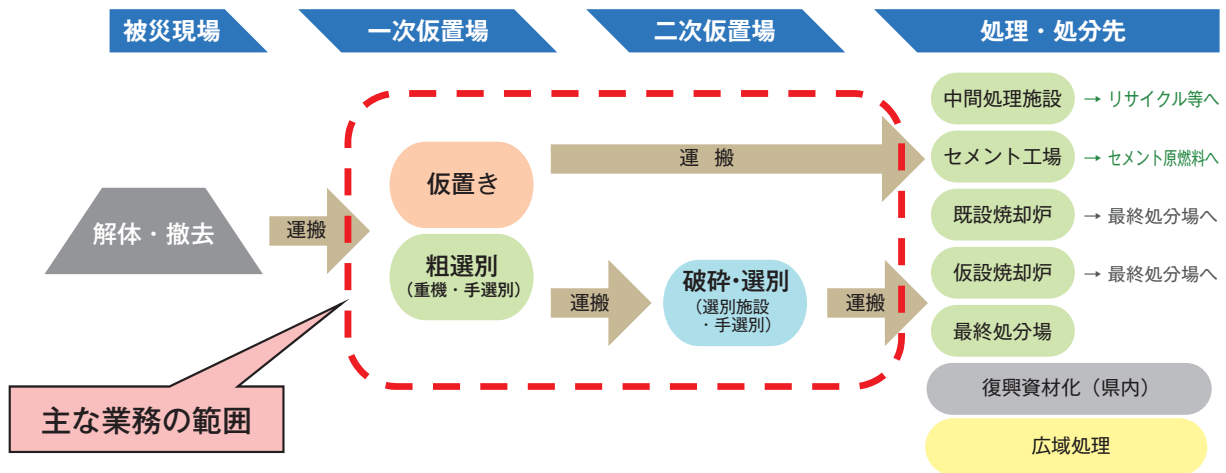 被災現場
一次仮置場
二次仮置場
処理・処分先
解体・撤去
運搬
仮置き
粗選別
（重機・手選別）
運 搬
運搬
破砕・選別
（選別施設
・手選別）
運搬
中間処理施設 → リサイクル等へ
セメント工場 → セメント原燃料へ
既設焼却炉 → 最終処分場へ
仮設焼却炉 → 最終処分場へ
最終処分場
復興資材化（県内）
広域処理
主な業務の範囲